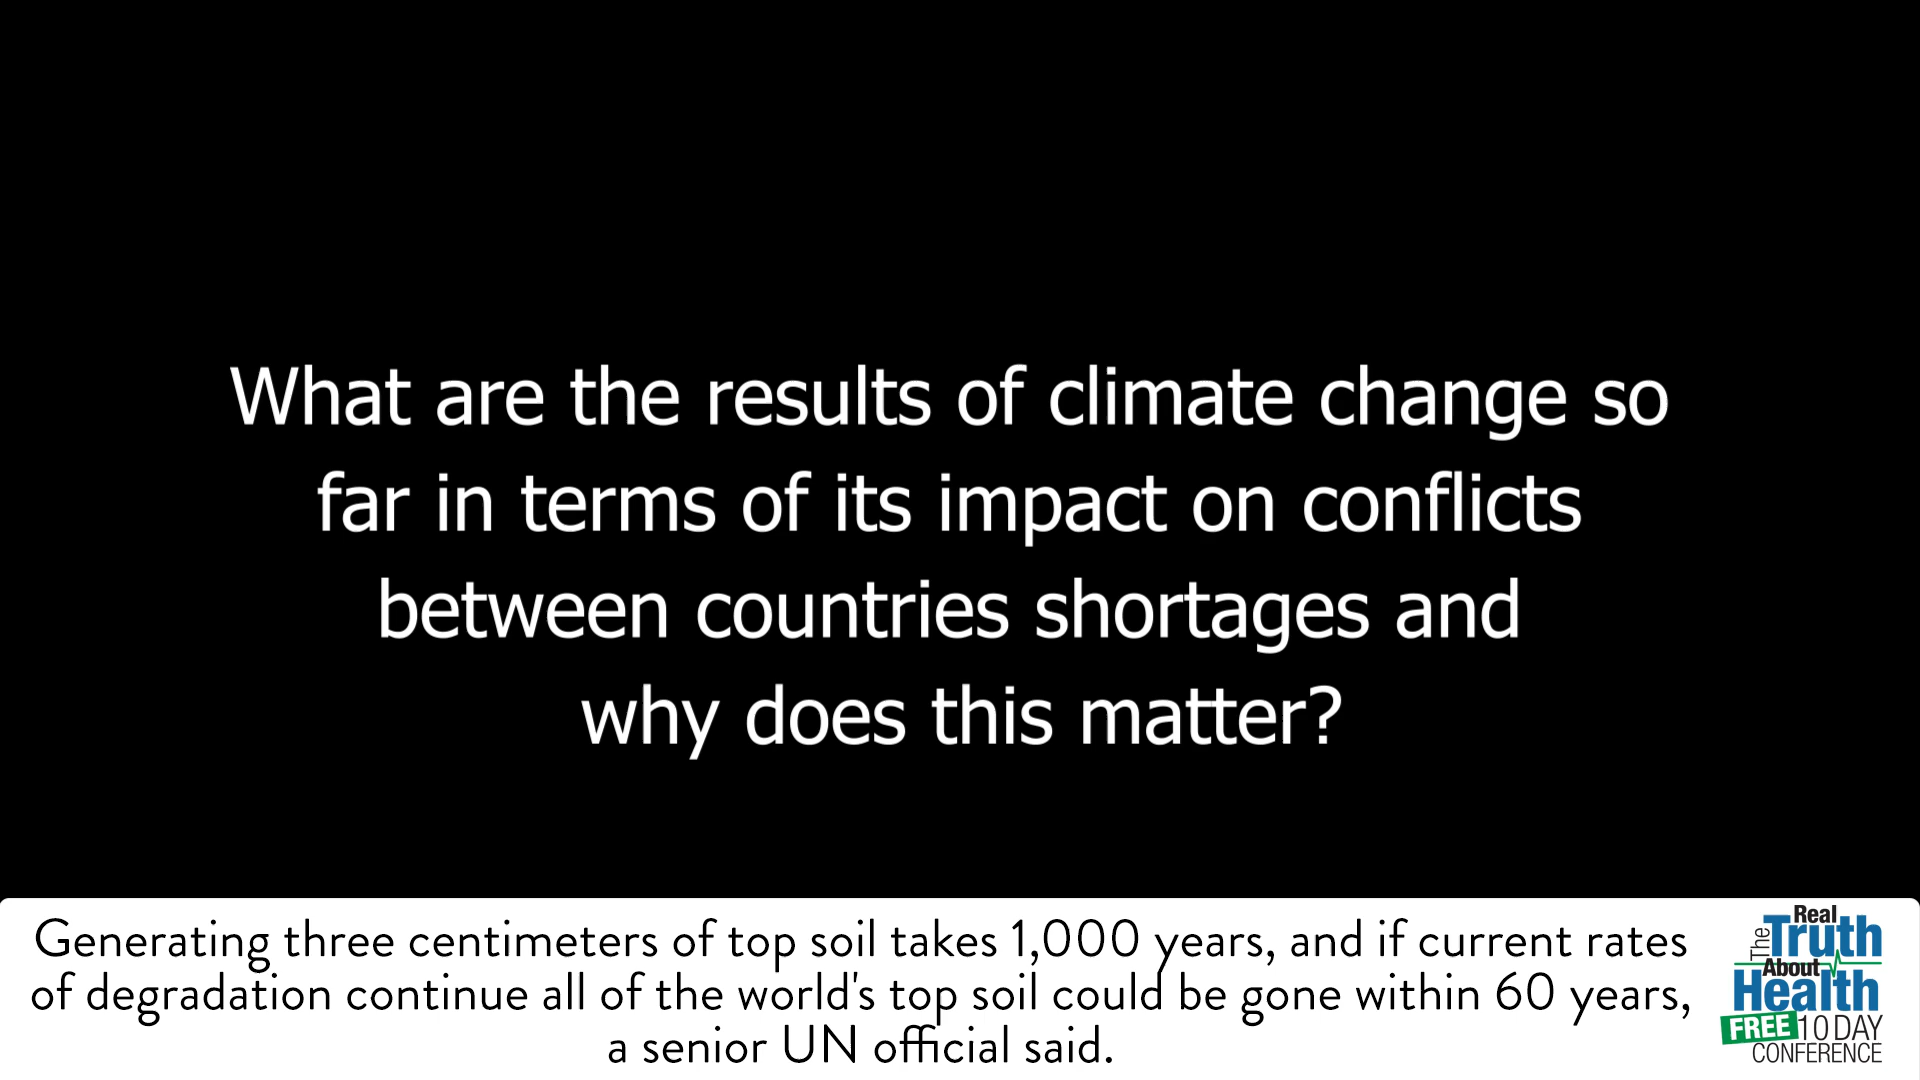 What are the results of climate change so
far in terms of its impact on conflicts
between countries shortages and
why does this matter?
Generating three centimeters of top soil takes 1,000 years, and if current rates
of degradation continue all of the world's top soil could be gone within 60 years,
a senior UN official said.
The Real
Truth
About
Health
FREE 10 DAY
CONFERENCE